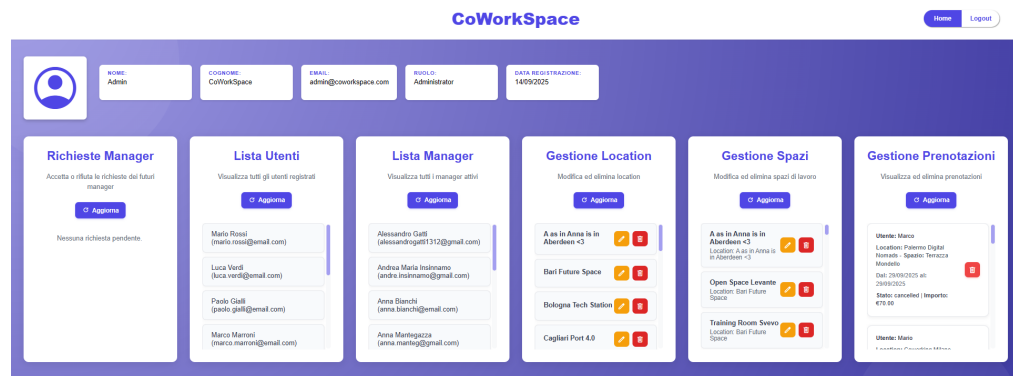 CoWorkSpace
Home
Logout
NOME:
Admin
COGNOME:
CoWorkSpace
EMAIL:
admin@coworkspace.com
RUOLO:
Administrator
DATA REGISTRAZIONE:
14/09/2025
Richieste Manager
Accetta o rifiuta le richieste dei futuri
manager
Aggiorna
Nessuna richiesta pendente.
Lista Utenti
Visualizza tutti gli utenti registrati
Aggiorna
Mario Rossi
(mario.rossi@email.com)
Luca Verdi
(luca.verdi@email.com)
Paolo Gialli
(paolo.gialli@email.com)
Marco Marroni
(marco.marroni@email.com)
Lista Manager
Visualizza tutti i manager attivi
Aggiorna
Alessandro Gatti
(alessandrogatti1312@gmail.com)
Andrea Maria Insinnamo
(andre.insinnamo@gmail.com)
Anna Bianchi
(anna.bianchi@email.com)
Anna Mantegazza
(anna.manteg@gmail.com)
Gestione Location
Modifica ed elimina location
Aggiorna
A as in Anna is in
Aberdeen <3
Bari Future Space
Bologna Tech Station
Cagliari Port 4.0
Gestione Spazi
Modifica ed elimina spazi di lavoro
Aggiorna
A as in Anna is in
Aberdeen <3
Location: A as in Anna is
in Aberdeen <3
Open Space Levante
Location: Bari Future
Space
Training Room Svevo
Location: Bari Future
Space
Gestione Prenotazioni
Visualizza ed elimina prenotazioni
Aggiorna
Utente: Marco
Location: Palermo Digital
Nomads - Spazio: Terrazza
Mondello
Dal: 29/09/2025 al:
29/09/2025
Stato: cancelled | Importo:
€70.00
Utente: Mario